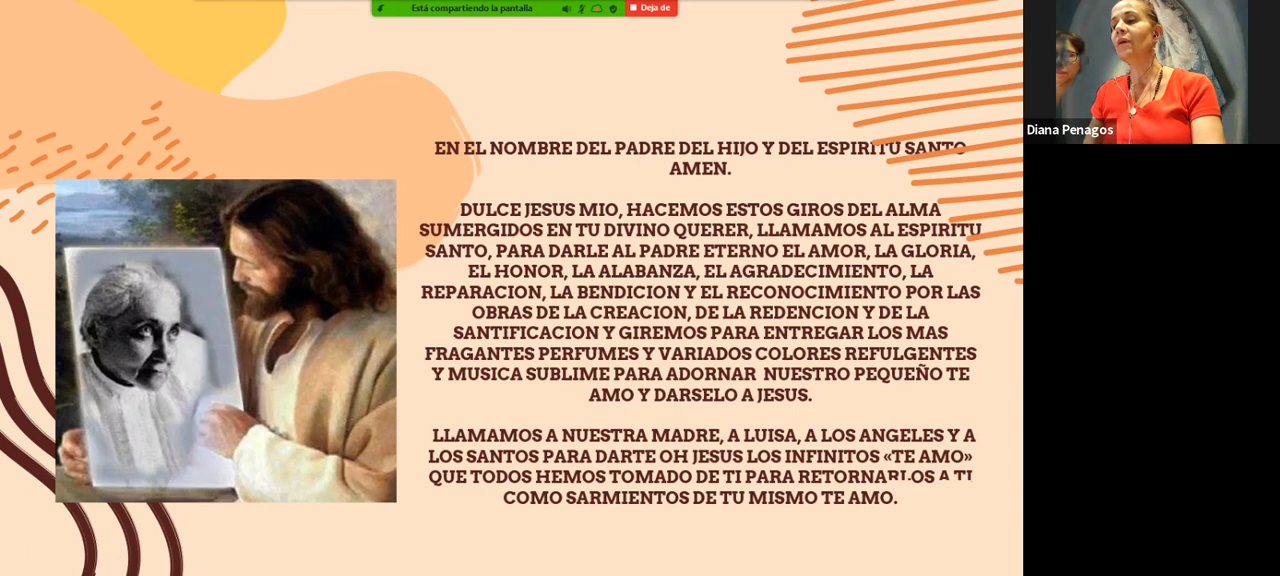 Está compartiendo la pantalla
Deja de
EN EL NOMBRE DEL PADRE DEL HIJO Y DEL ESPIRITU SANTO
AMEN.
DULCE JESUS MIO, HACEMOS ESTOS GIROS DEL ALMA
SUMERGIDOS EN TU DIVINO QUERER, LLAMAMOS AL ESPIRITU
SANTO, PARA DARLE AL PADRE ETERNO EL AMOR, LA GLORIA,
EL HONOR, LA ALABANZA, EL AGRADECIMIENTO, LA
REPARACION, LA BENDICION Y EL RECONOCIMIENTO POR LAS
OBRAS DE LA CREACION, DE LA REDENCION Y DE LA
SANTIFICACION Y GIREMOS PARA ENTREGAR LOS MAS
FRAGANTES PERFUMES Y VARIADOS COLORES REFULGENTES
Y MUSICA SUBLIME PARA ADORNAR NUESTRO PEQUEÑO TE
AMO Y DARSELO A JESUS.
LLAMAMOS A NUESTRA MADRE, A LUISA, A LOS ANGELES Y A
LOS SANTOS PARA DARTE OH JESUS LOS INFINITOS «TE AMO»
QUE TODOS HEMOS TOMADO DE TI PARA RETORNARLOS A TI
COMO SARMIENTOS DE TU MISMO TE AMO.
Diana Penagos